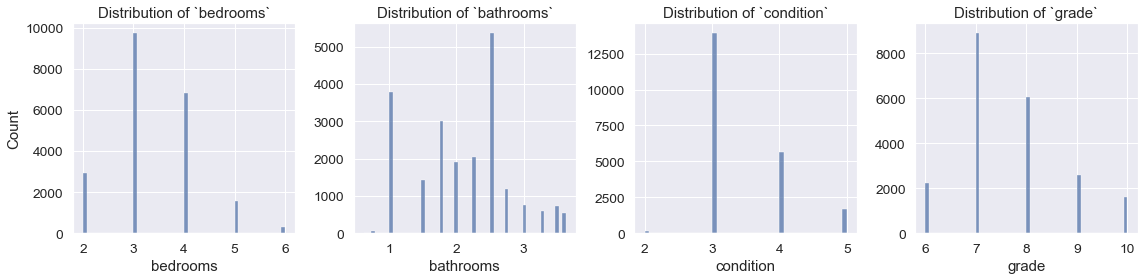 Distribution of `bedrooms`
Count
10000
8000
6000
4000
2000
0
2 3 4 5 6
bedrooms
Distribution of `bathrooms`
5000
4000
3000
2000
1000
0
1 2 3
bathrooms
Distribution of `condition`
12500
10000
7500
5000
2500
0
2 3 4 5
condition
Distribution of `grade`
8000
6000
4000
2000
0
6 7 8 9 10
grade